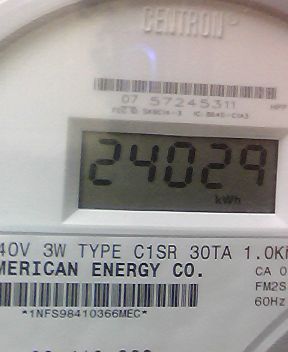 CENTRON®
07 57245311
24029
kWh
40V 3W TYPE C1SR 30TA 1.0K
MERICAN ENERGY CO.
CA 0
FM2S
60Hz
*1NFS98410366MEC*